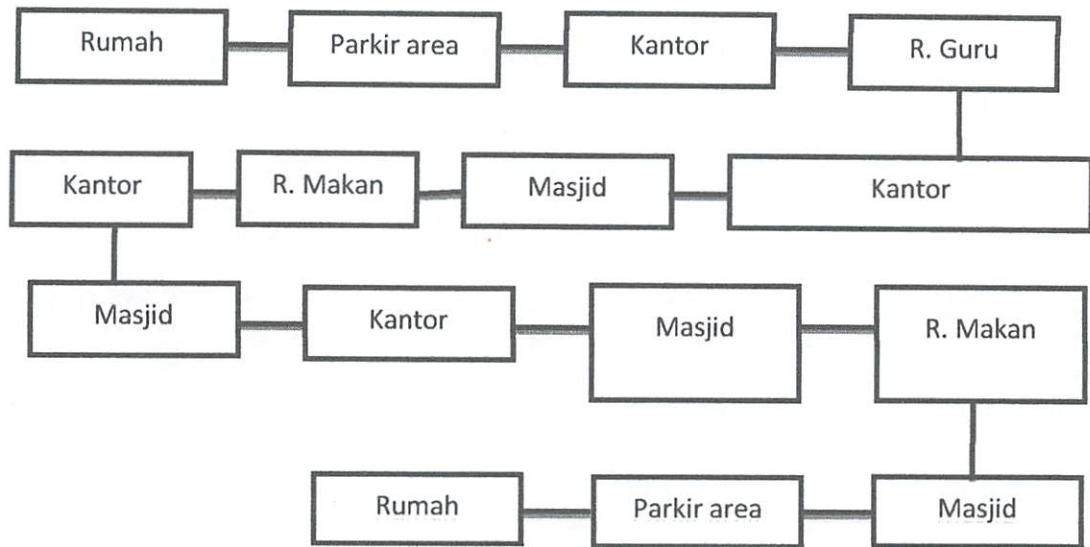 Rumah
Parkir area
Kantor
R. Guru
Kantor
R. Makan
Masjid
Kantor
Masjid
Kantor
Masjid
R. Makan
Rumah
Parkir area
Masjid